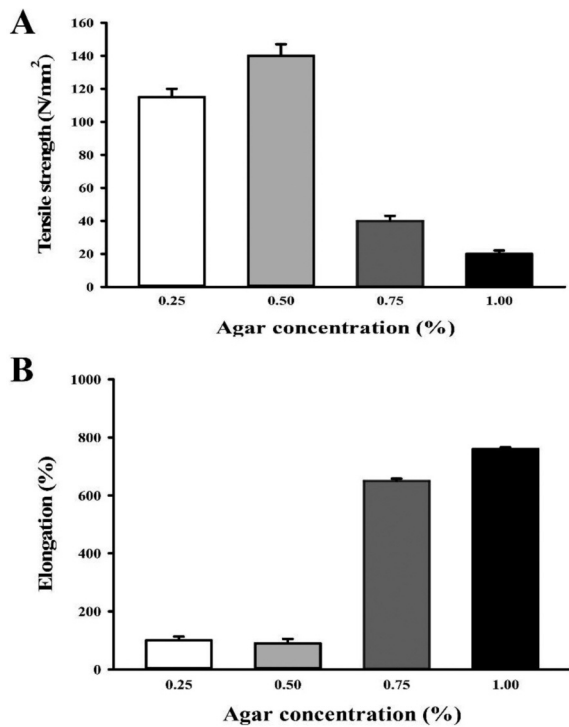 A
Tensile strength (N/mm²)
160
140
120
100
80
60
40
20
0
0.25 0.50 0.75 1.00
Agar concentration (%)
B
Elongation (%)
1000
800
600
400
200
0
0.25 0.50 0.75 1.00
Agar concentration (%)